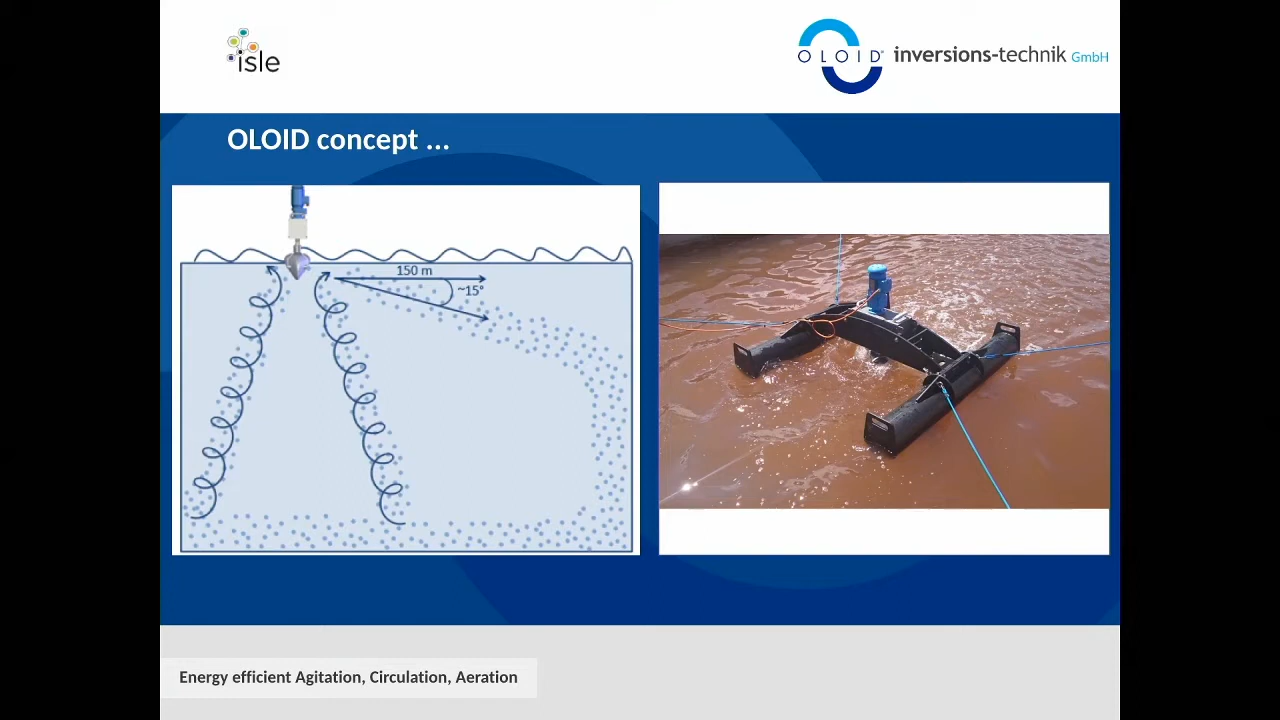 isle
OLOID® inversions-technik GmbH
OLOID concept ...
150 m
~15°
Energy efficient Agitation, Circulation, Aeration